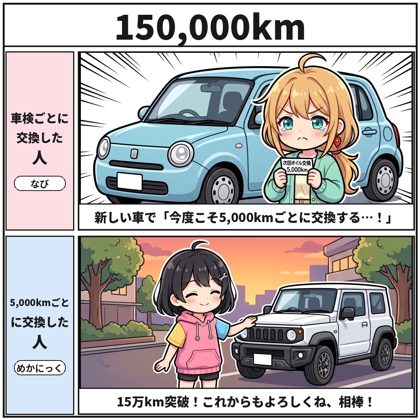 150,000km
車検ごとに
交換した
人
なび
次回オイル交換
5,000km
新しい車で「今度こそ5,000kmごとに交換する…！」
5,000kmごと
に交換した
人
めかにっく
15万km突破！これからもよろしくね、相棒！